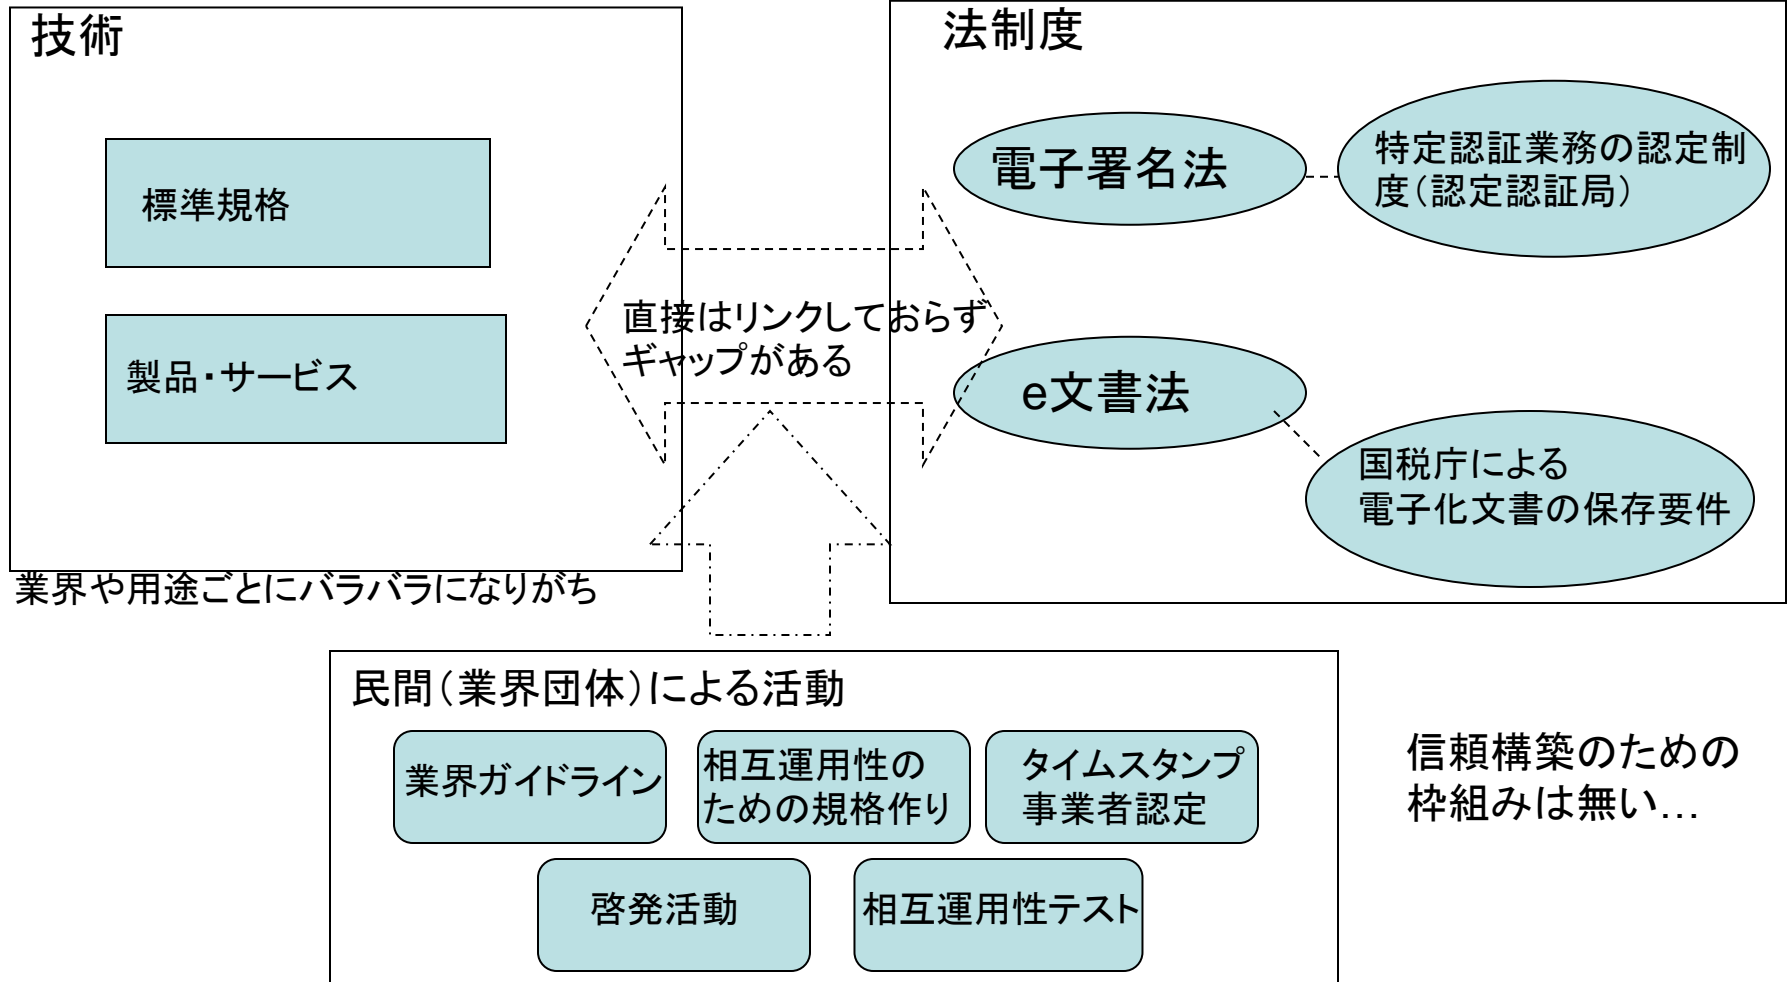 技術
標準規格
製品・サービス
業界や用途ごとにバラバラになりがち
直接はリンクしておらず
ギャップがある
法制度
電子署名法
特定認証業務の認定制
度（認定認証局）
e文書法
国税庁による
電子化文書の保存要件
民間（業界団体）による活動
業界ガイドライン
相互運用性の
ための規格作り
タイムスタンプ
事業者認定
啓発活動
相互運用性テスト
信頼構築のための
枠組みは無い…